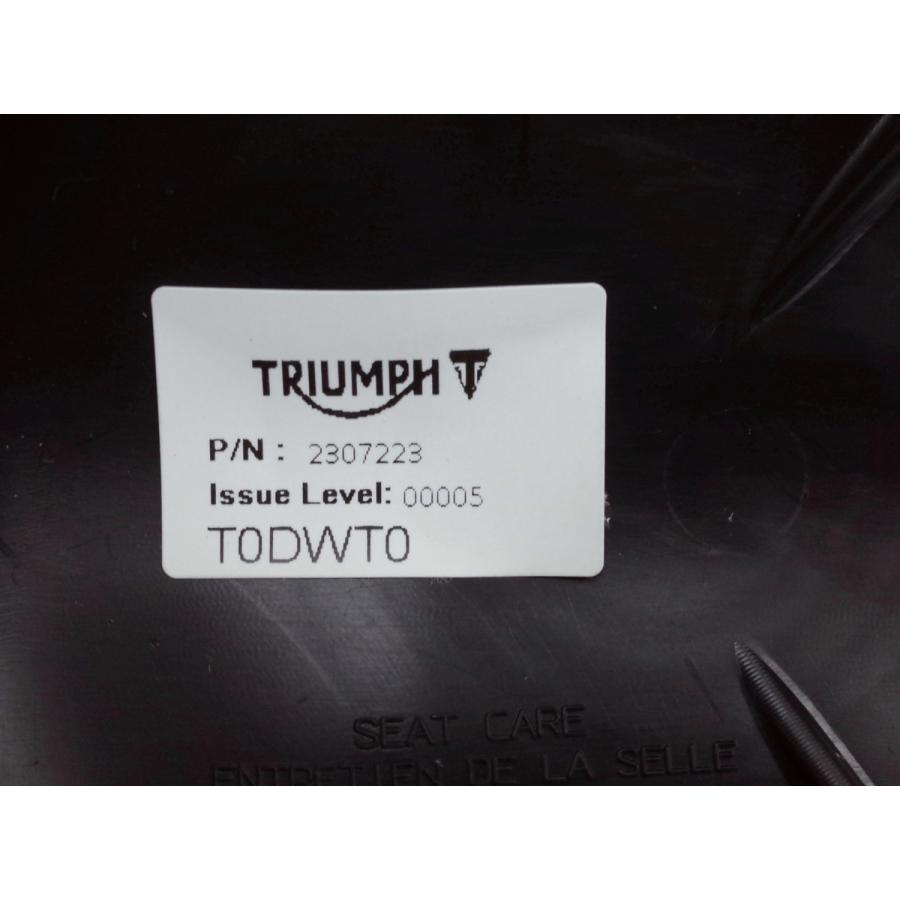 TRIUMPH
P/N : 2307223
Issue Level: 00005
T0DWT0
SEAT CARE
ENTRETIEN DE LA SELLE